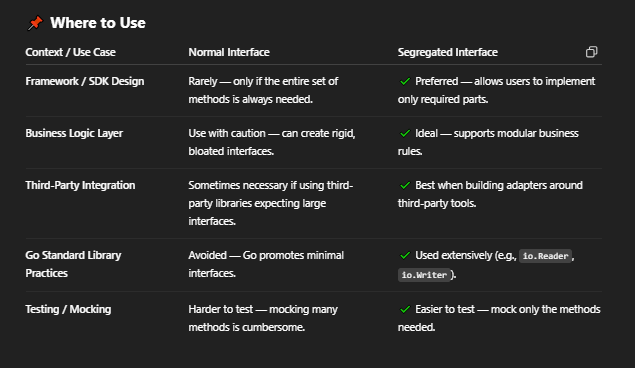 📌 Where to Use
Context / Use Case Normal Interface Segregated Interface
Framework / SDK Design Rarely — only if the entire set of ✓ Preferred — allows users to implement
methods is always needed. only required parts.
Business Logic Layer Use with caution — can create rigid, ✓ Ideal — supports modular business
bloated interfaces. rules.
Third-Party Integration Sometimes necessary if using third- ✓ Best when building adapters around
party libraries expecting large third-party tools.
interfaces.
Go Standard Library Avoided — Go promotes minimal ✓ Used extensively (e.g., io.Reader,
Practices interfaces. io.Writer).
Testing / Mocking Harder to test — mocking many ✓ Easier to test — mock only the methods
methods is cumbersome. needed.